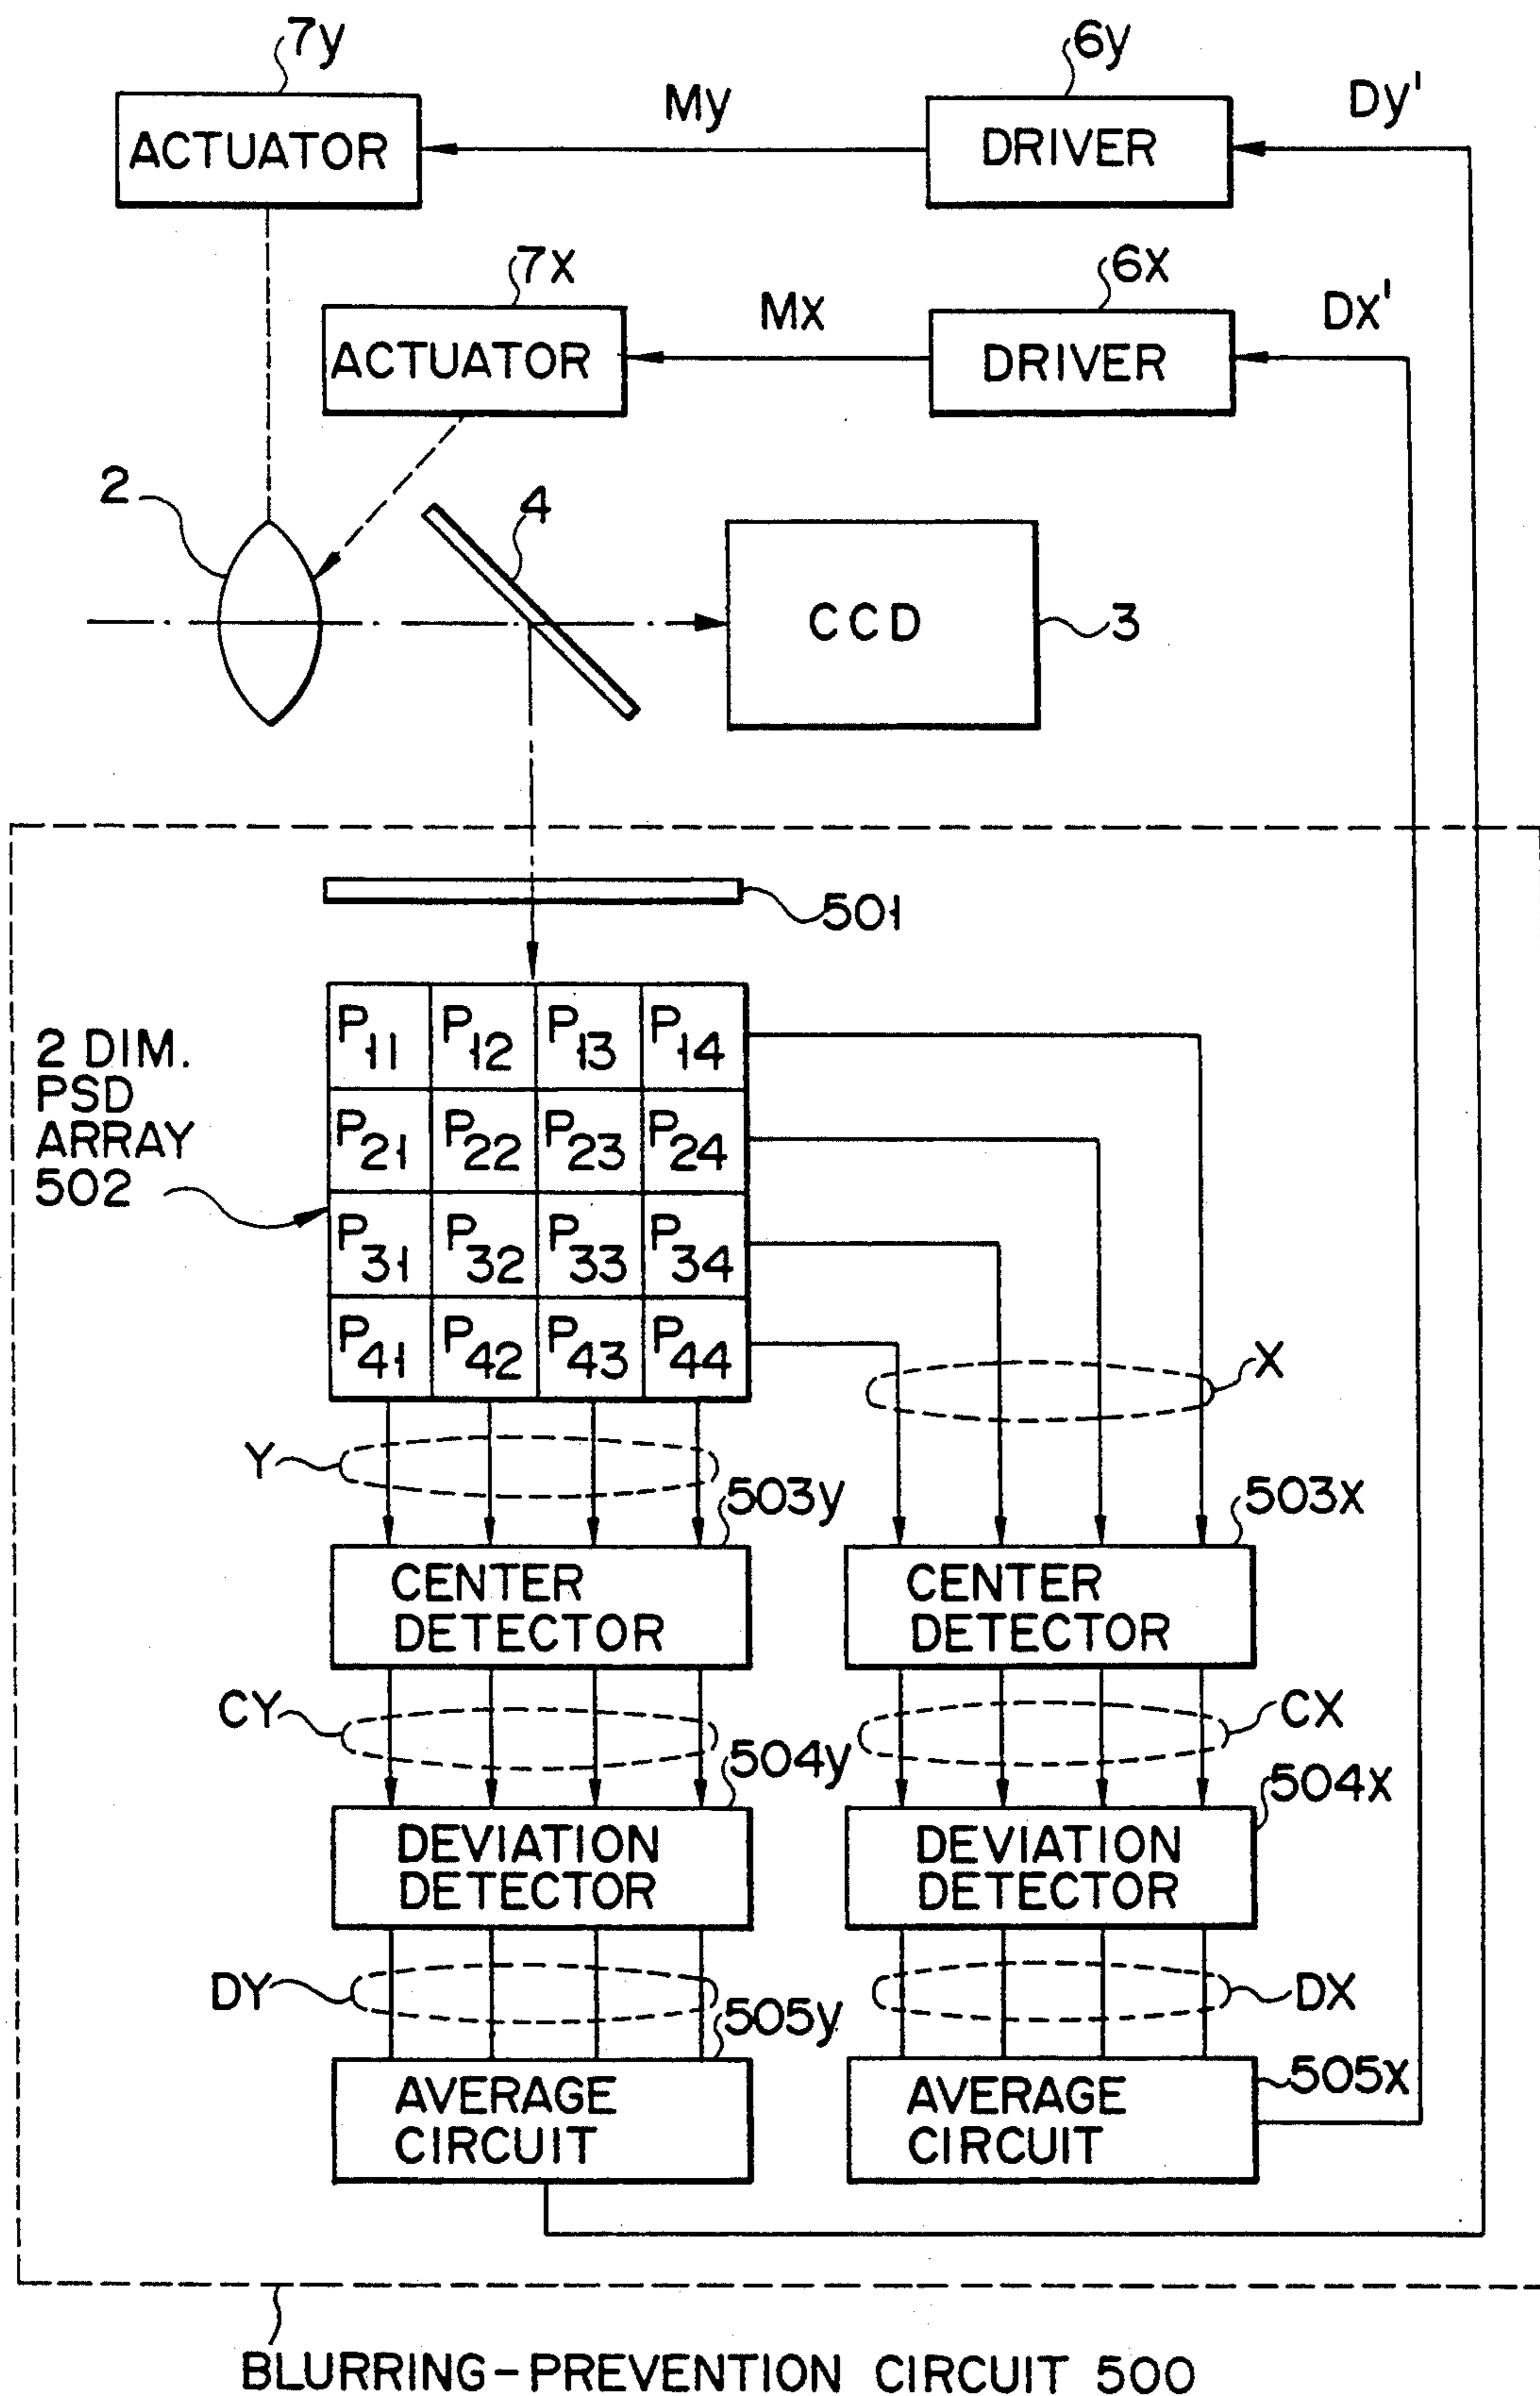 7y
6y
My
Dy'
ACTUATOR
DRIVER
7x
6x
Mx
Dx'
ACTUATOR
DRIVER
2
4
CCD
3
501
2 DIM.
PSD
ARRAY
502
P11 P12 P13 P14
P21 P22 P23 P24
P31 P32 P33 P34
P41 P42 P43 P44
X
Y
503y
503x
CENTER
DETECTOR
CENTER
DETECTOR
CY
CX
504y
504x
DEVIATION
DETECTOR
DEVIATION
DETECTOR
DY
DX
505y
505x
AVERAGE
CIRCUIT
AVERAGE
CIRCUIT
BLURRING-PREVENTION CIRCUIT 500